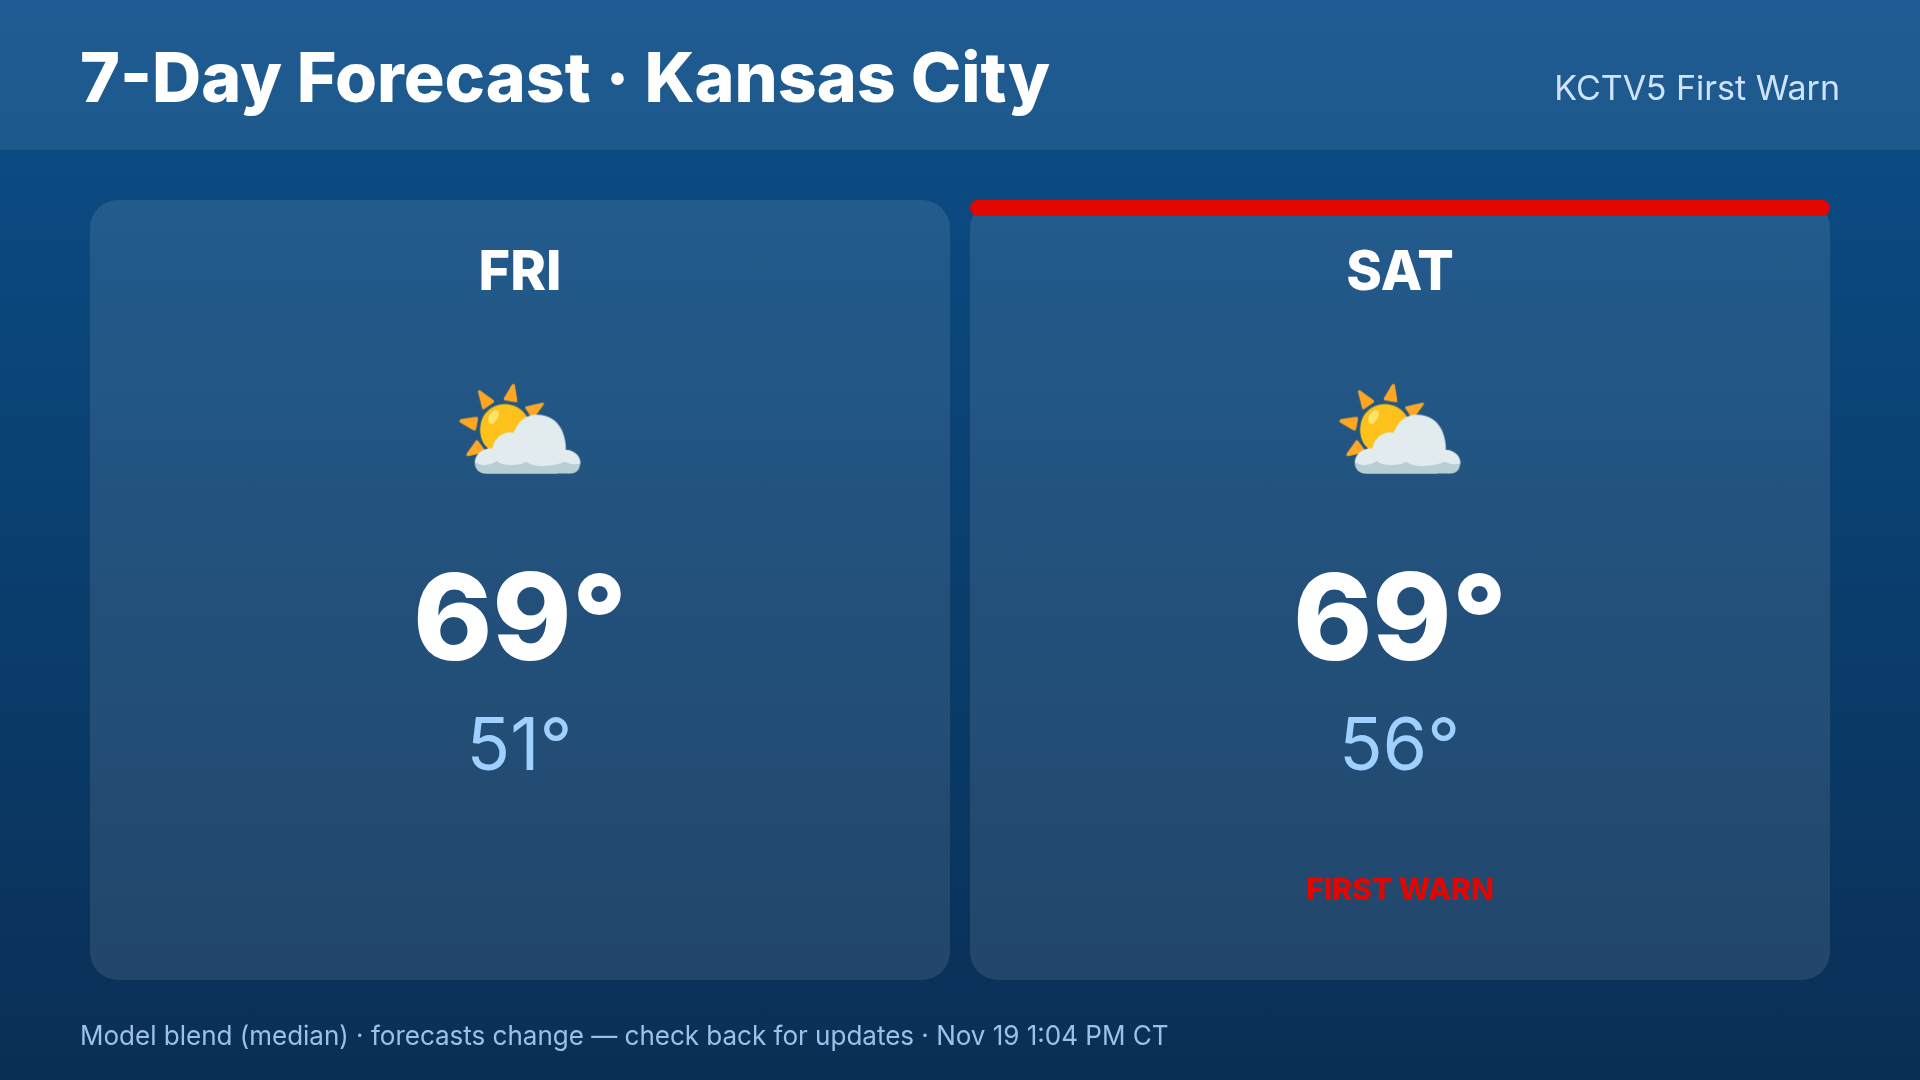 7-Day Forecast · Kansas City
KCTV5 First Warn
FRI
69°
51°
SAT
69°
56°
FIRST WARN
Model blend (median) · forecasts change — check back for updates · Nov 19 1:04 PM CT